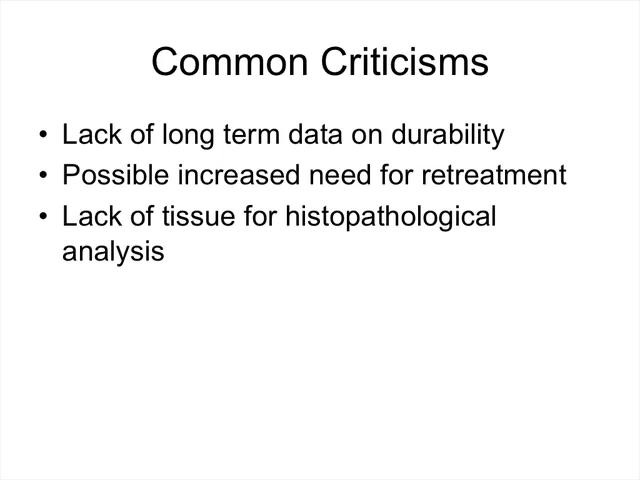 Common Criticisms
• Lack of long term data on durability
• Possible increased need for retreatment
• Lack of tissue for histopathological
analysis